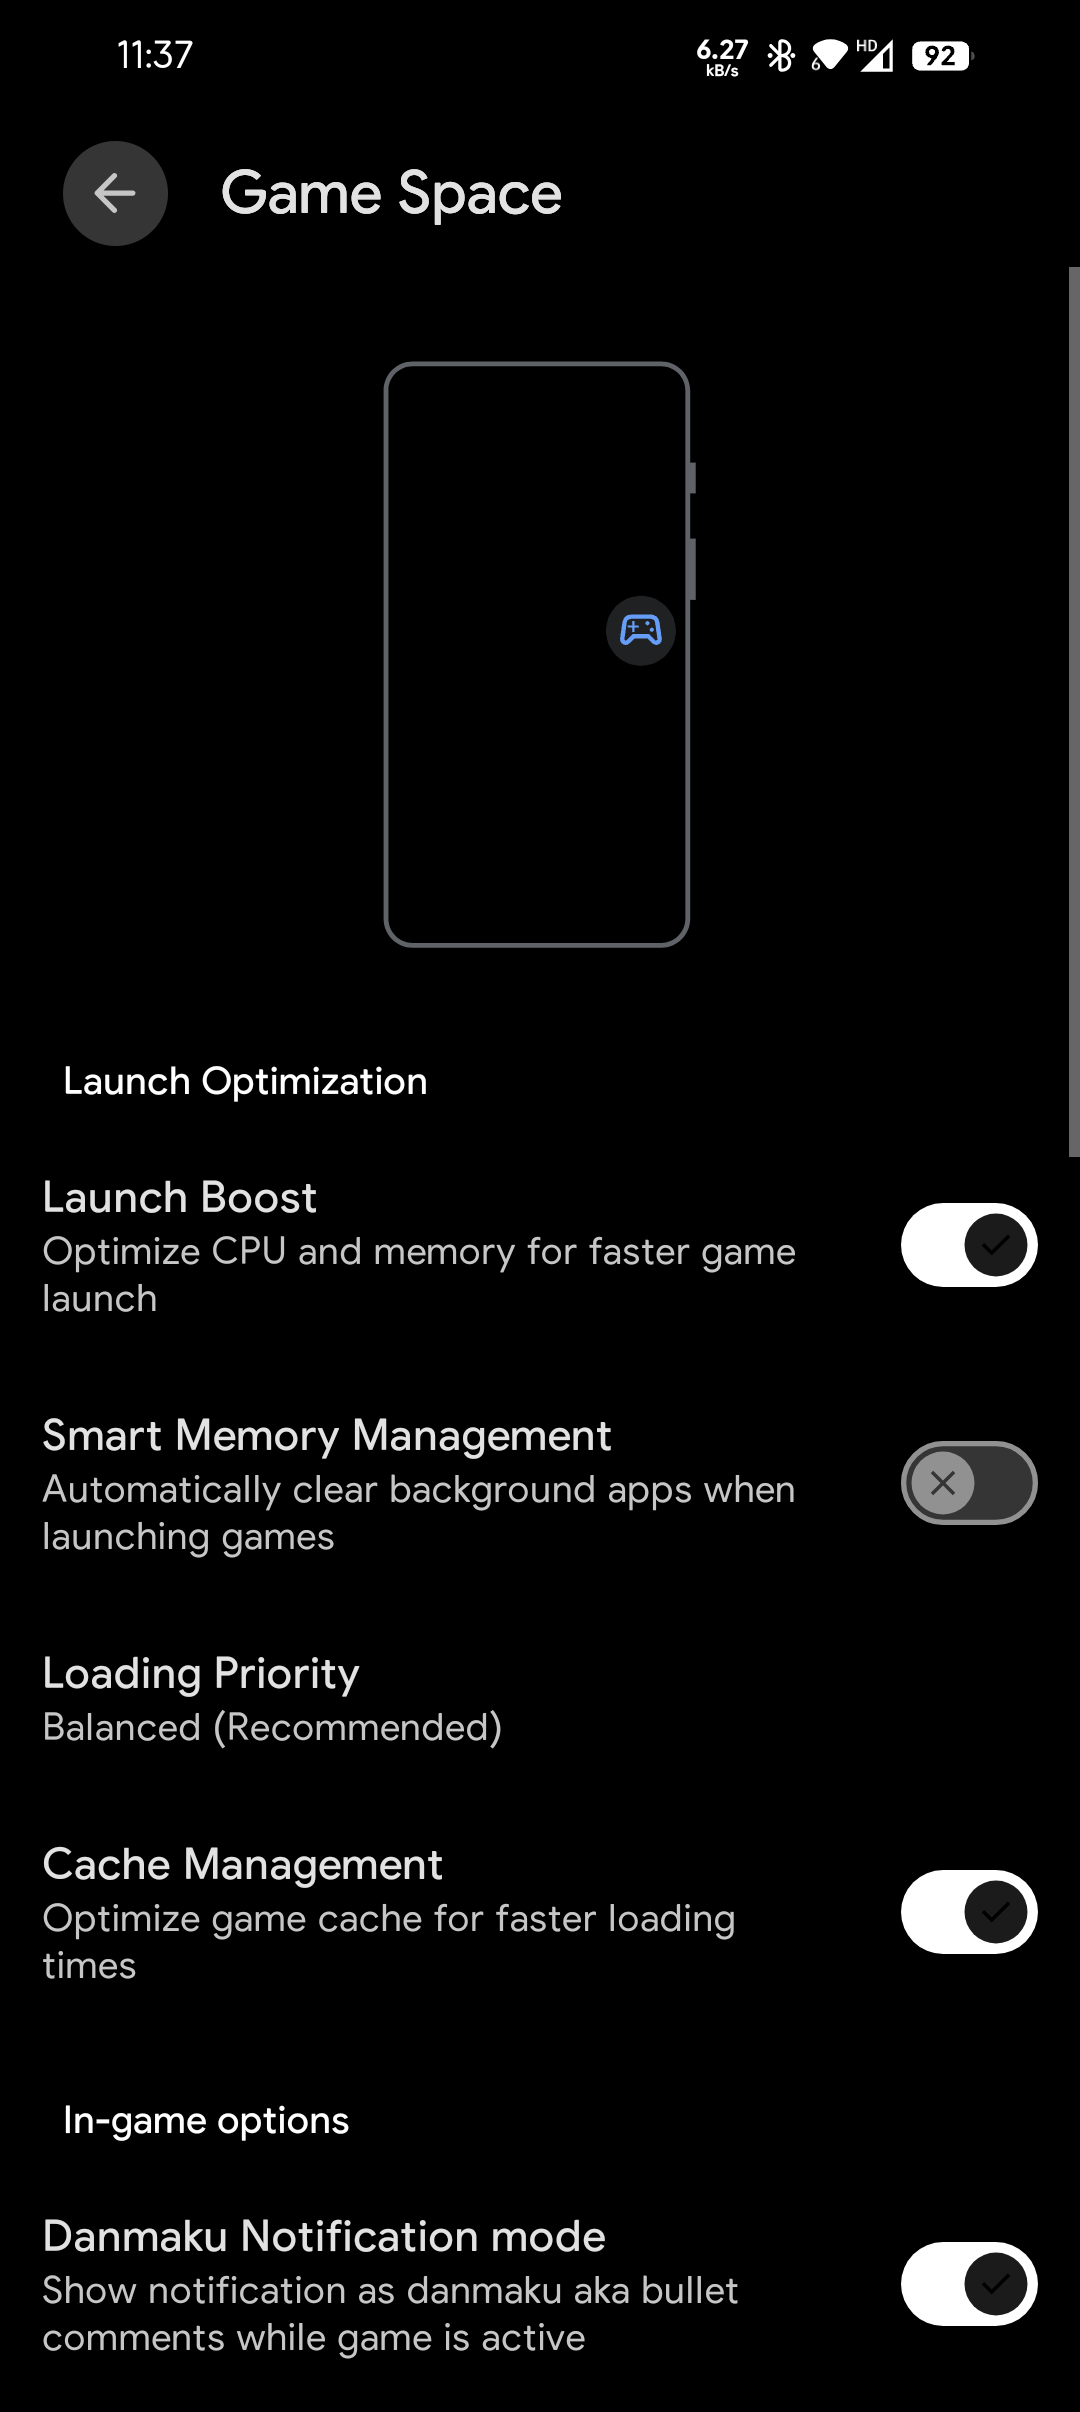 11:37
6.27
kB/s
6
HD
92
Game Space
Launch Optimization
Launch Boost
Optimize CPU and memory for faster game
launch
Smart Memory Management
Automatically clear background apps when
launching games
Loading Priority
Balanced (Recommended)
Cache Management
Optimize game cache for faster loading
times
In-game options
Danmaku Notification mode
Show notification as danmaku aka bullet
comments while game is active